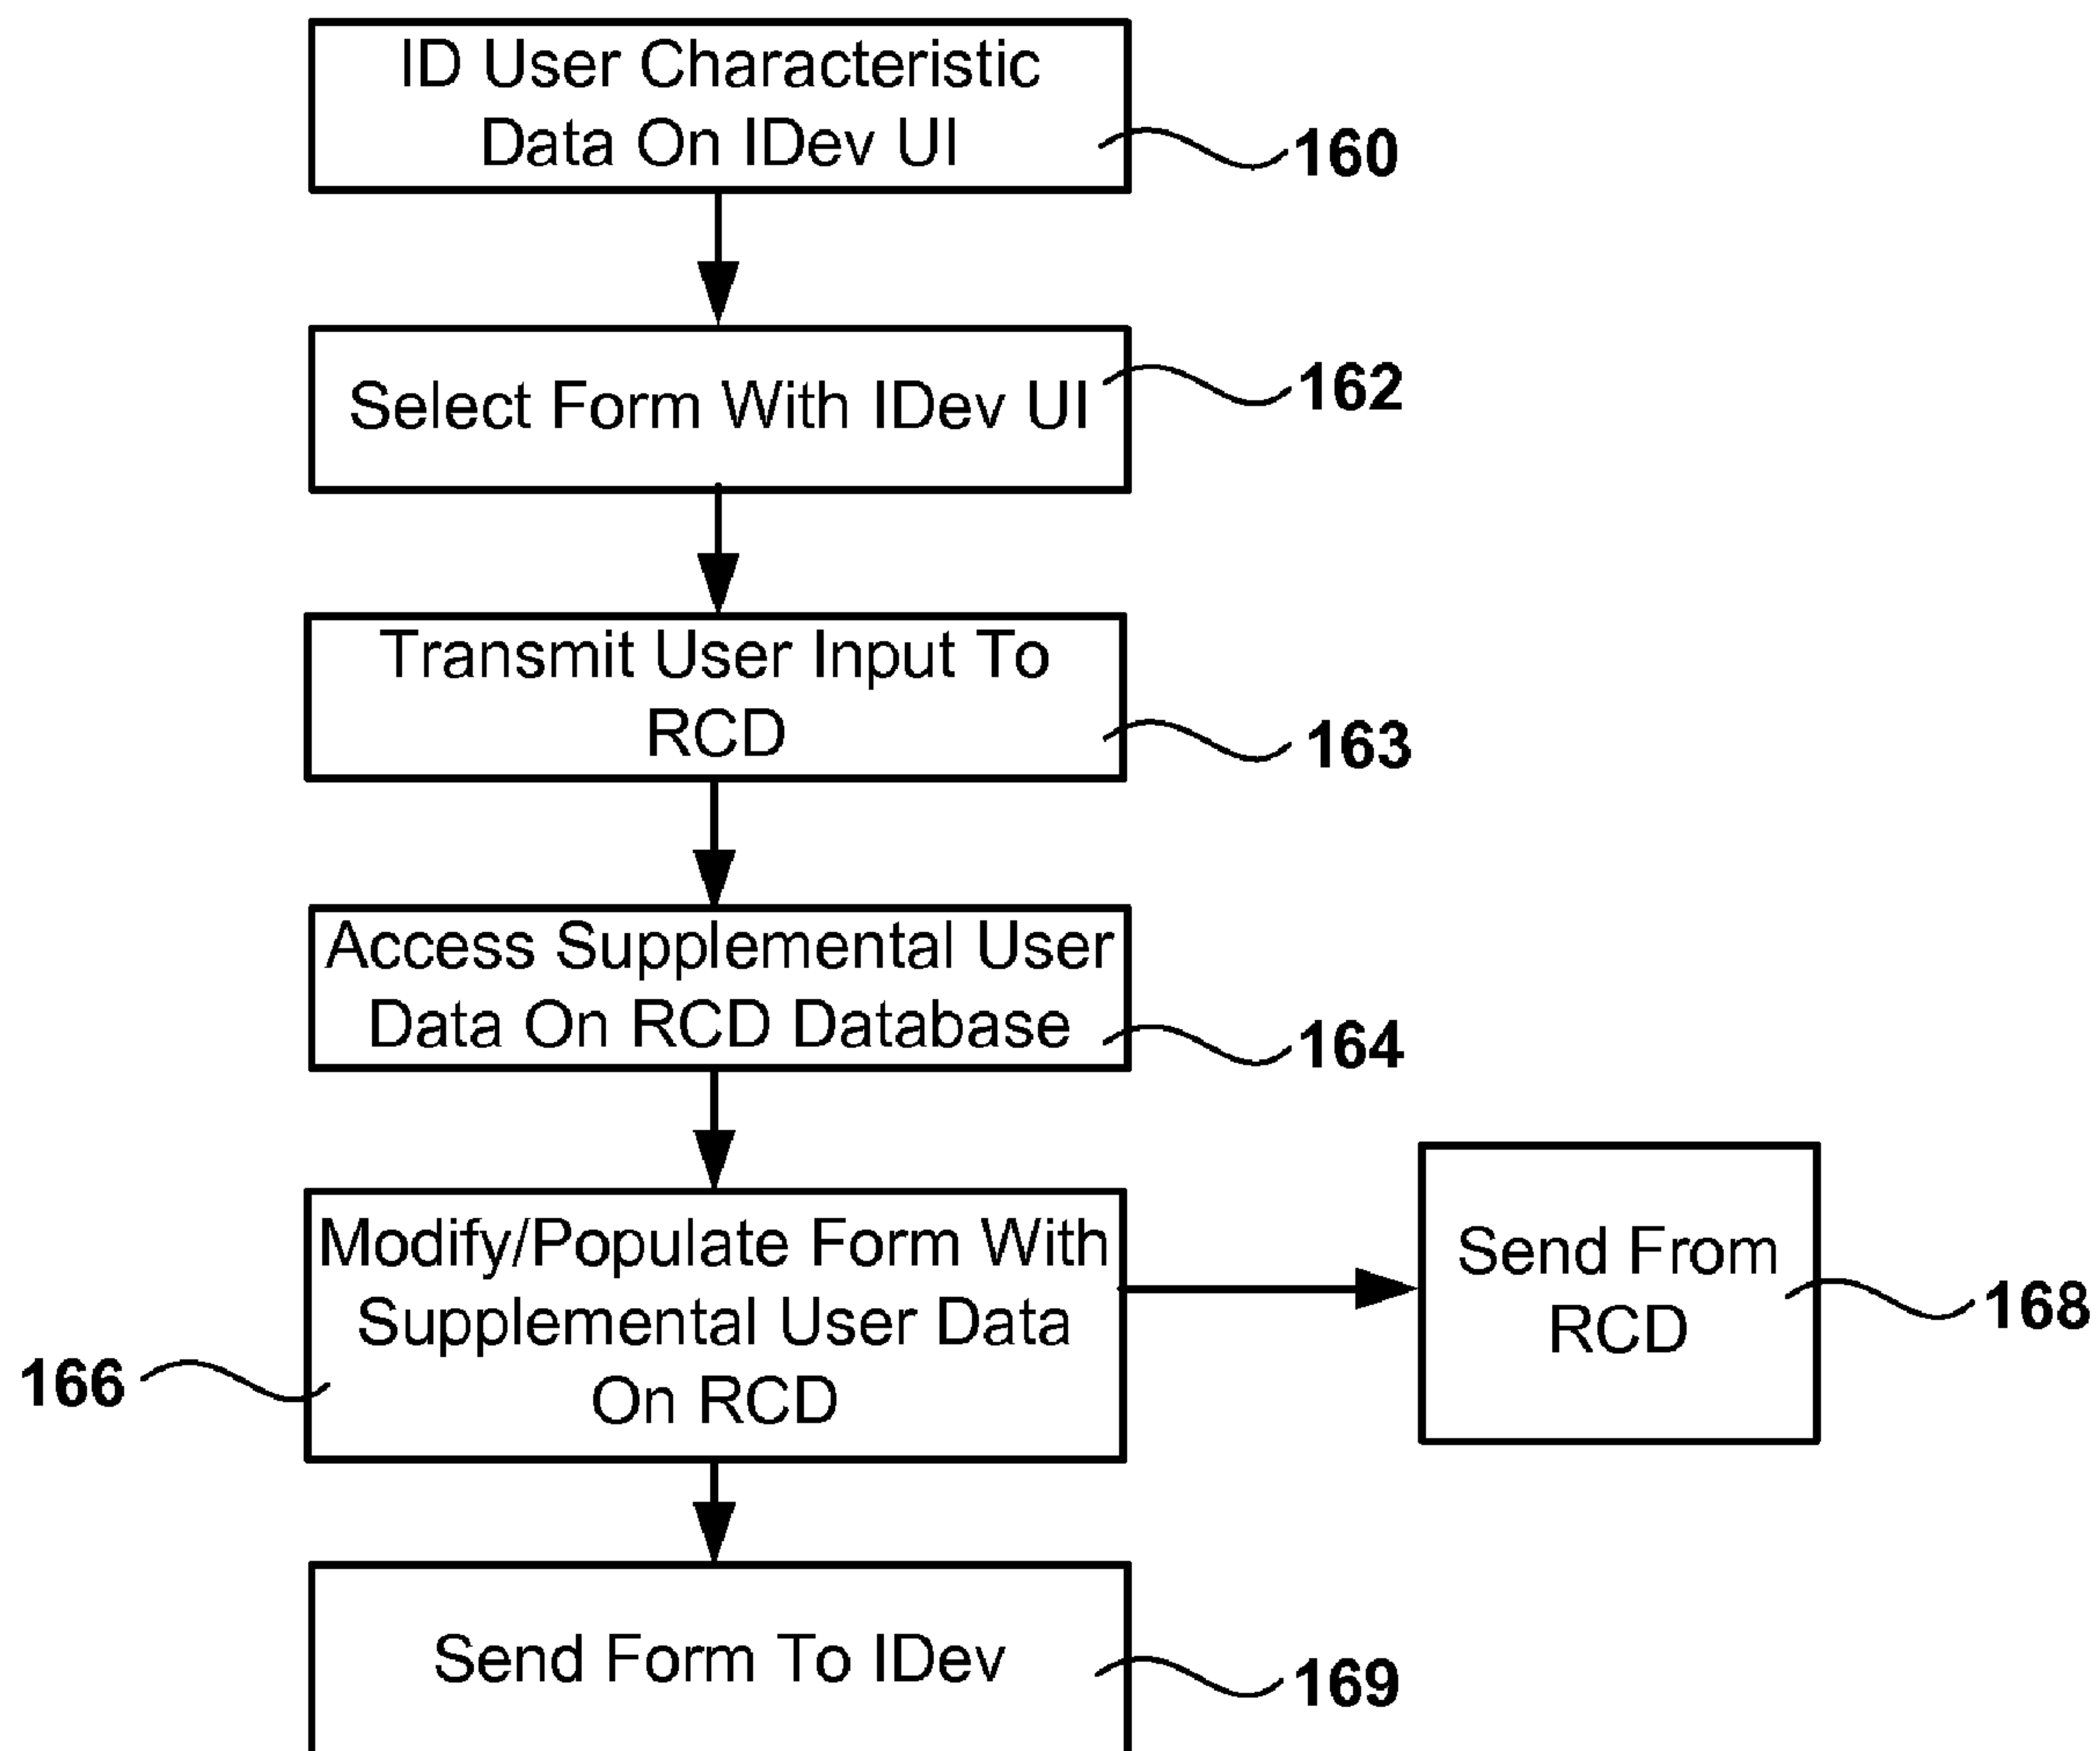 ID User Characteristic
Data On IDev UI
160
Select Form With IDev UI
162
Transmit User Input To
RCD
163
Access Supplemental User
Data On RCD Database
164
Modify/Populate Form With
Supplemental User Data
On RCD
166
Send From
RCD
168
Send Form To IDev
169